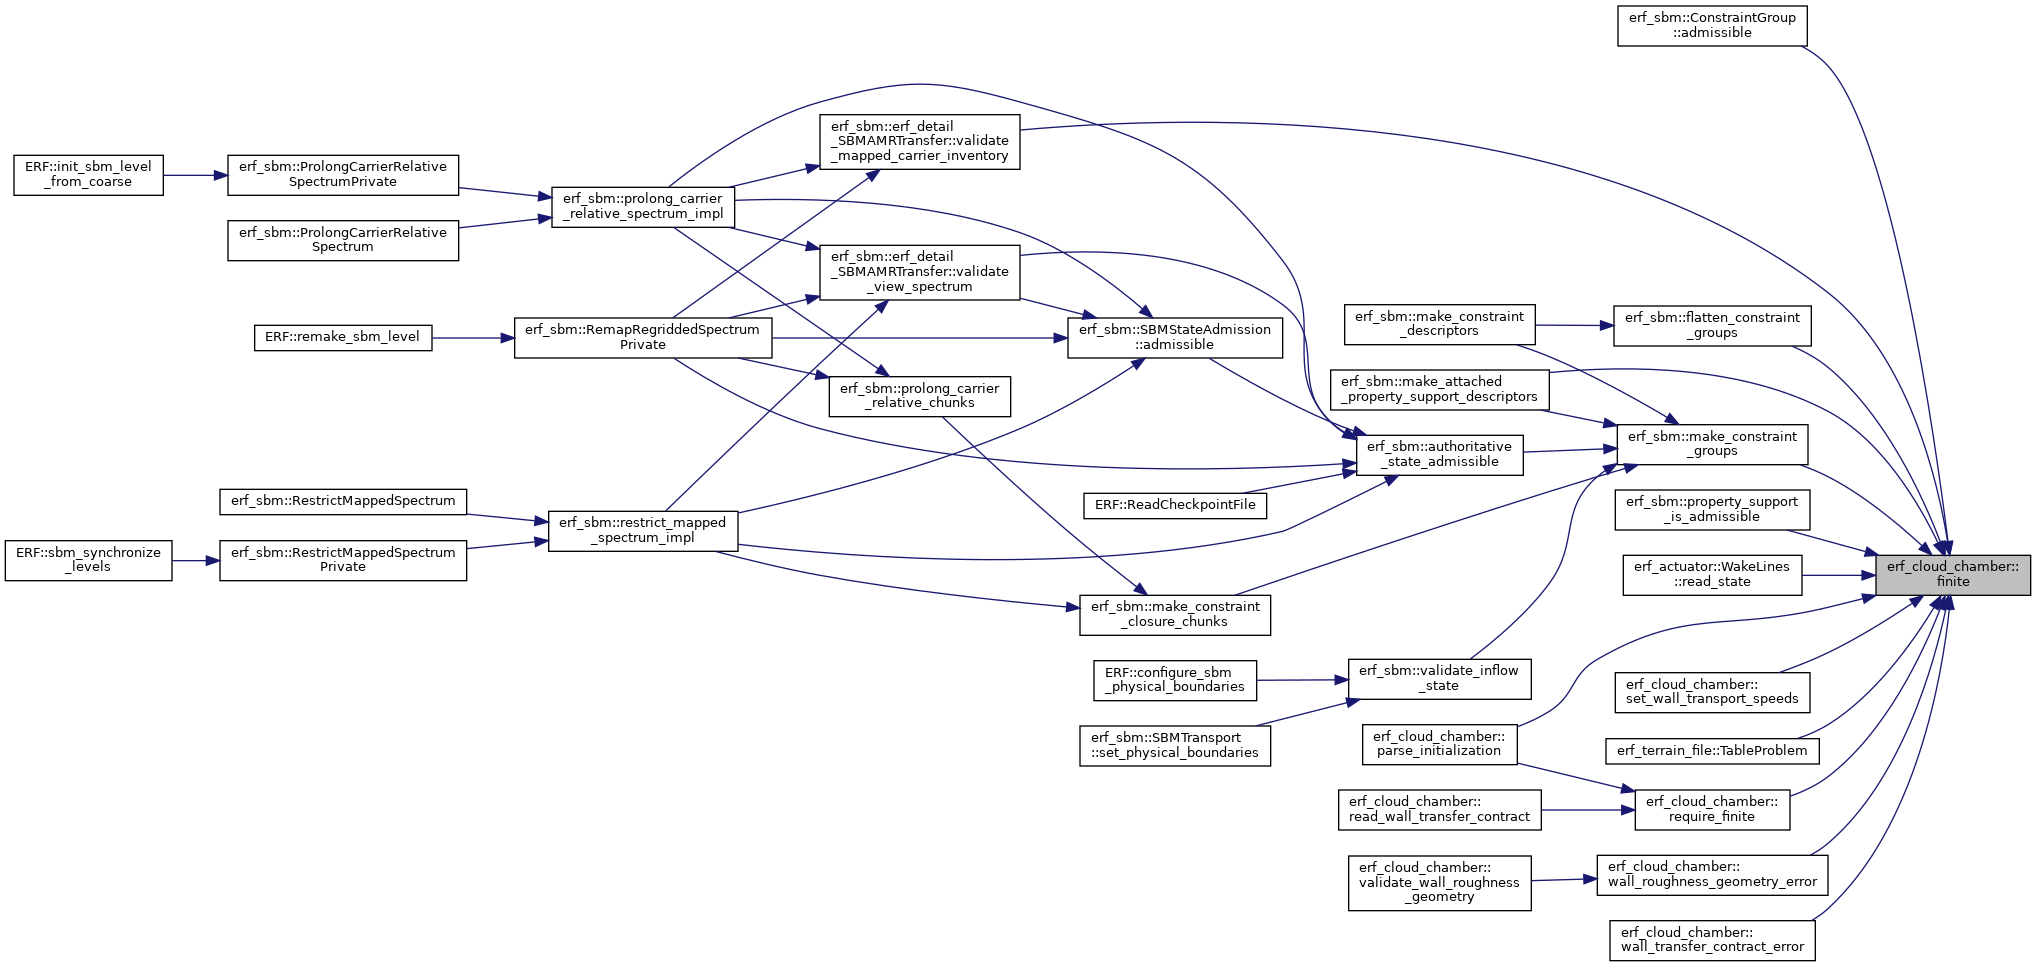 erf_sbm::ConstraintGroup
::admissible
erf_sbm::erf_detail
_SBMAMRTransfer::validate
_mapped_carrier_inventory
ERF::init_sbm_level
_from_coarse
erf_sbm::ProlongCarrierRelative
SpectrumPrivate
erf_sbm::prolong_carrier
_relative_spectrum_impl
erf_sbm::ProlongCarrierRelative
Spectrum
erf_sbm::erf_detail
_SBMAMRTransfer::validate
_view_spectrum
erf_sbm::make_constraint
_descriptors
erf_sbm::flatten_constraint
_groups
ERF::remake_sbm_level
erf_sbm::RemapRegriddedSpectrum
Private
erf_sbm::SBMStateAdmission
::admissible
erf_sbm::prolong_carrier
_relative_chunks
erf_sbm::make_attached
_property_support_descriptors
erf_sbm::authoritative
_state_admissible
erf_sbm::make_constraint
_groups
erf_sbm::RestrictMappedSpectrum
ERF::ReadCheckpointFile
erf_sbm::property_support
_is_admissible
erf_sbm::restrict_mapped
_spectrum_impl
ERF::sbm_synchronize
_levels
erf_sbm::RestrictMappedSpectrum
Private
erf_actuator::WakeLines
::read_state
erf_cloud_chamber::
finite
erf_sbm::make_constraint
_closure_chunks
ERF::configure_sbm
_physical_boundaries
erf_sbm::validate_inflow
_state
erf_cloud_chamber::
set_wall_transport_speeds
erf_sbm::SBMTransport
::set_physical_boundaries
erf_cloud_chamber::
parse_initialization
erf_terrain_file::TableProblem
erf_cloud_chamber::
read_wall_transfer_contract
erf_cloud_chamber::
require_finite
erf_cloud_chamber::
validate_wall_roughness
_geometry
erf_cloud_chamber::
wall_roughness_geometry_error
erf_cloud_chamber::
wall_transfer_contract_error